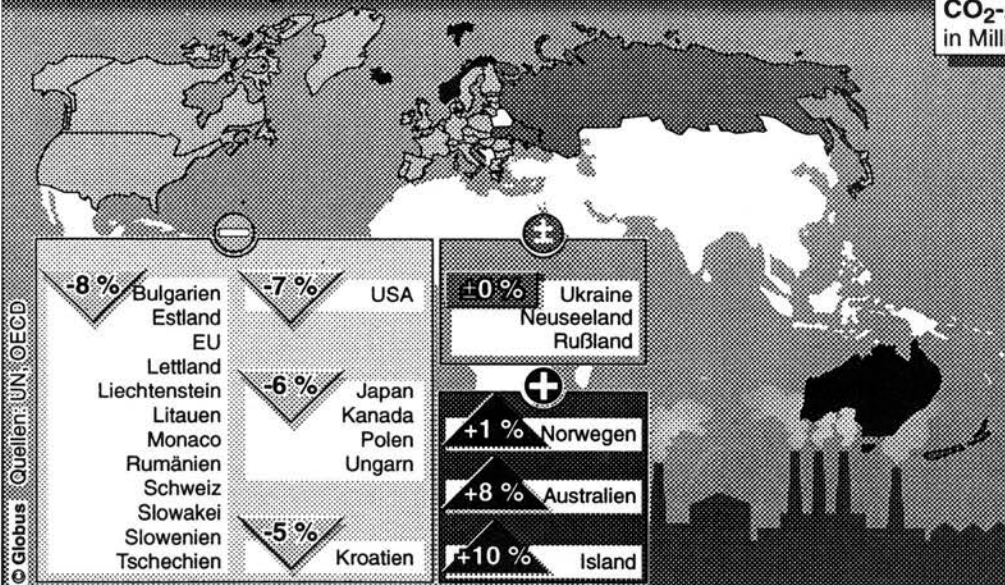 CO₂-
in Mill
-8 %
Bulgarien
Estland
EU
Lettland
Liechtenstein
Litauen
Monaco
Rumänien
Schweiz
Slowakei
Slowenien
Tschechien
-7 %
USA
-6 %
Japan
Kanada
Polen
Ungarn
-5 %
Kroatien
±
±0 %
Ukraine
Neuseeland
Rußland
+1 % Norwegen
+8 % Australien
+10 % Island
© Globus Quellen: UN, OECD